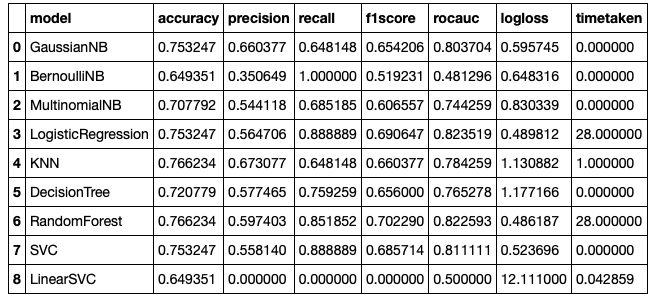 model accuracy precision recall f1score rocauc logloss timetaken
0 GaussianNB 0.753247 0.660377 0.648148 0.654206 0.803704 0.595745 0.000000
1 BernoulliNB 0.649351 0.350649 1.000000 0.519231 0.481296 0.648316 0.000000
2 MultinomialNB 0.707792 0.544118 0.685185 0.606557 0.744259 0.830339 0.000000
3 LogisticRegression 0.753247 0.564706 0.888889 0.690647 0.823519 0.489812 28.000000
4 KNN 0.766234 0.673077 0.648148 0.660377 0.784259 1.130882 1.000000
5 DecisionTree 0.720779 0.577465 0.759259 0.656000 0.765278 1.177166 0.000000
6 RandomForest 0.766234 0.597403 0.851852 0.702290 0.822593 0.486187 28.000000
7 SVC 0.753247 0.558140 0.888889 0.685714 0.811111 0.523696 0.000000
8 LinearSVC 0.649351 0.000000 0.000000 0.000000 0.500000 12.111000 0.042859